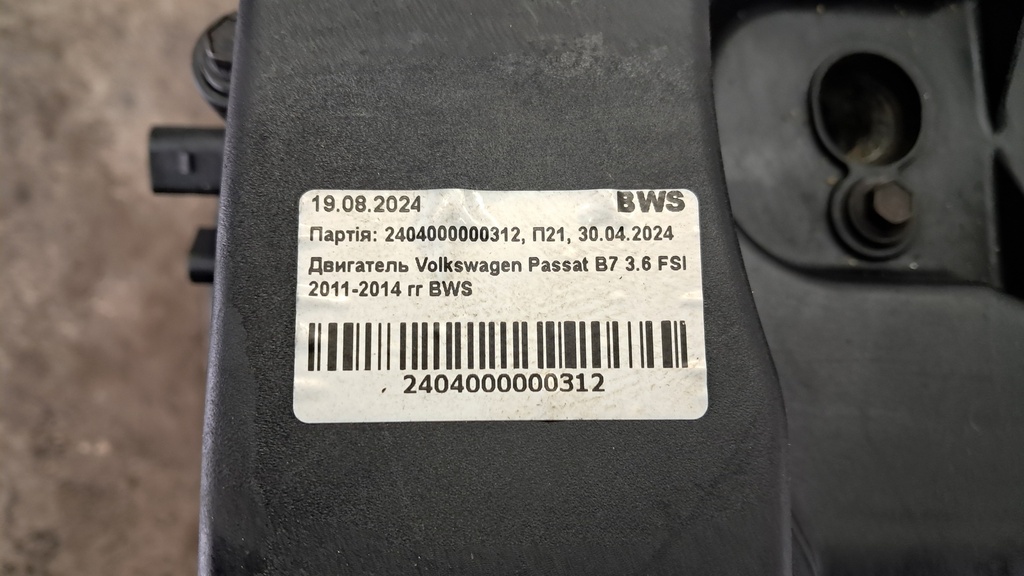 19.08.2024 BWS
Партія: 2404000000312, П21, 30.04.2024
Двигатель Volkswagen Passat B7 3.6 FSI
2011-2014 гг BWS
2404000000312